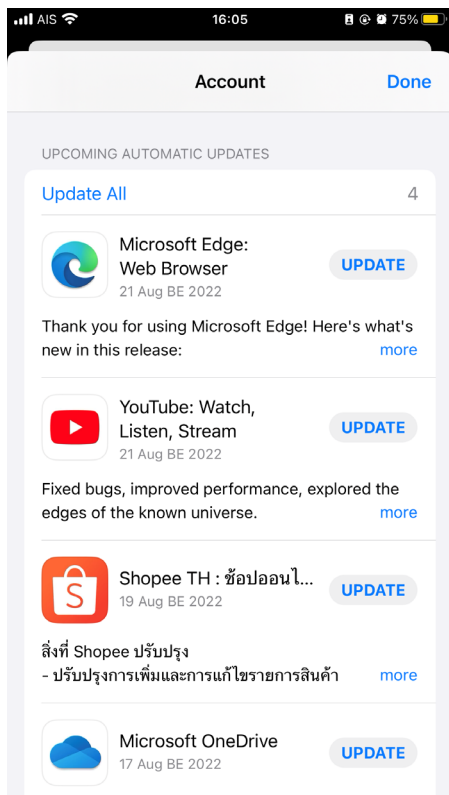 AIS 16:05 75%
Account Done
UPCOMING AUTOMATIC UPDATES
Update All 4
Microsoft Edge:
Web Browser
UPDATE
21 Aug BE 2022
Thank you for using Microsoft Edge! Here's what's
new in this release: more
YouTube: Watch,
Listen, Stream
UPDATE
21 Aug BE 2022
Fixed bugs, improved performance, explored the
edges of the known universe. more
Shopee TH : ช้อปออนไ...
UPDATE
19 Aug BE 2022
สิ่งที่ Shopee ปรับปรุง
- ปรับปรุงการเพิ่มและการแก้ไขรายการสินค้า more
Microsoft OneDrive
UPDATE
17 Aug BE 2022